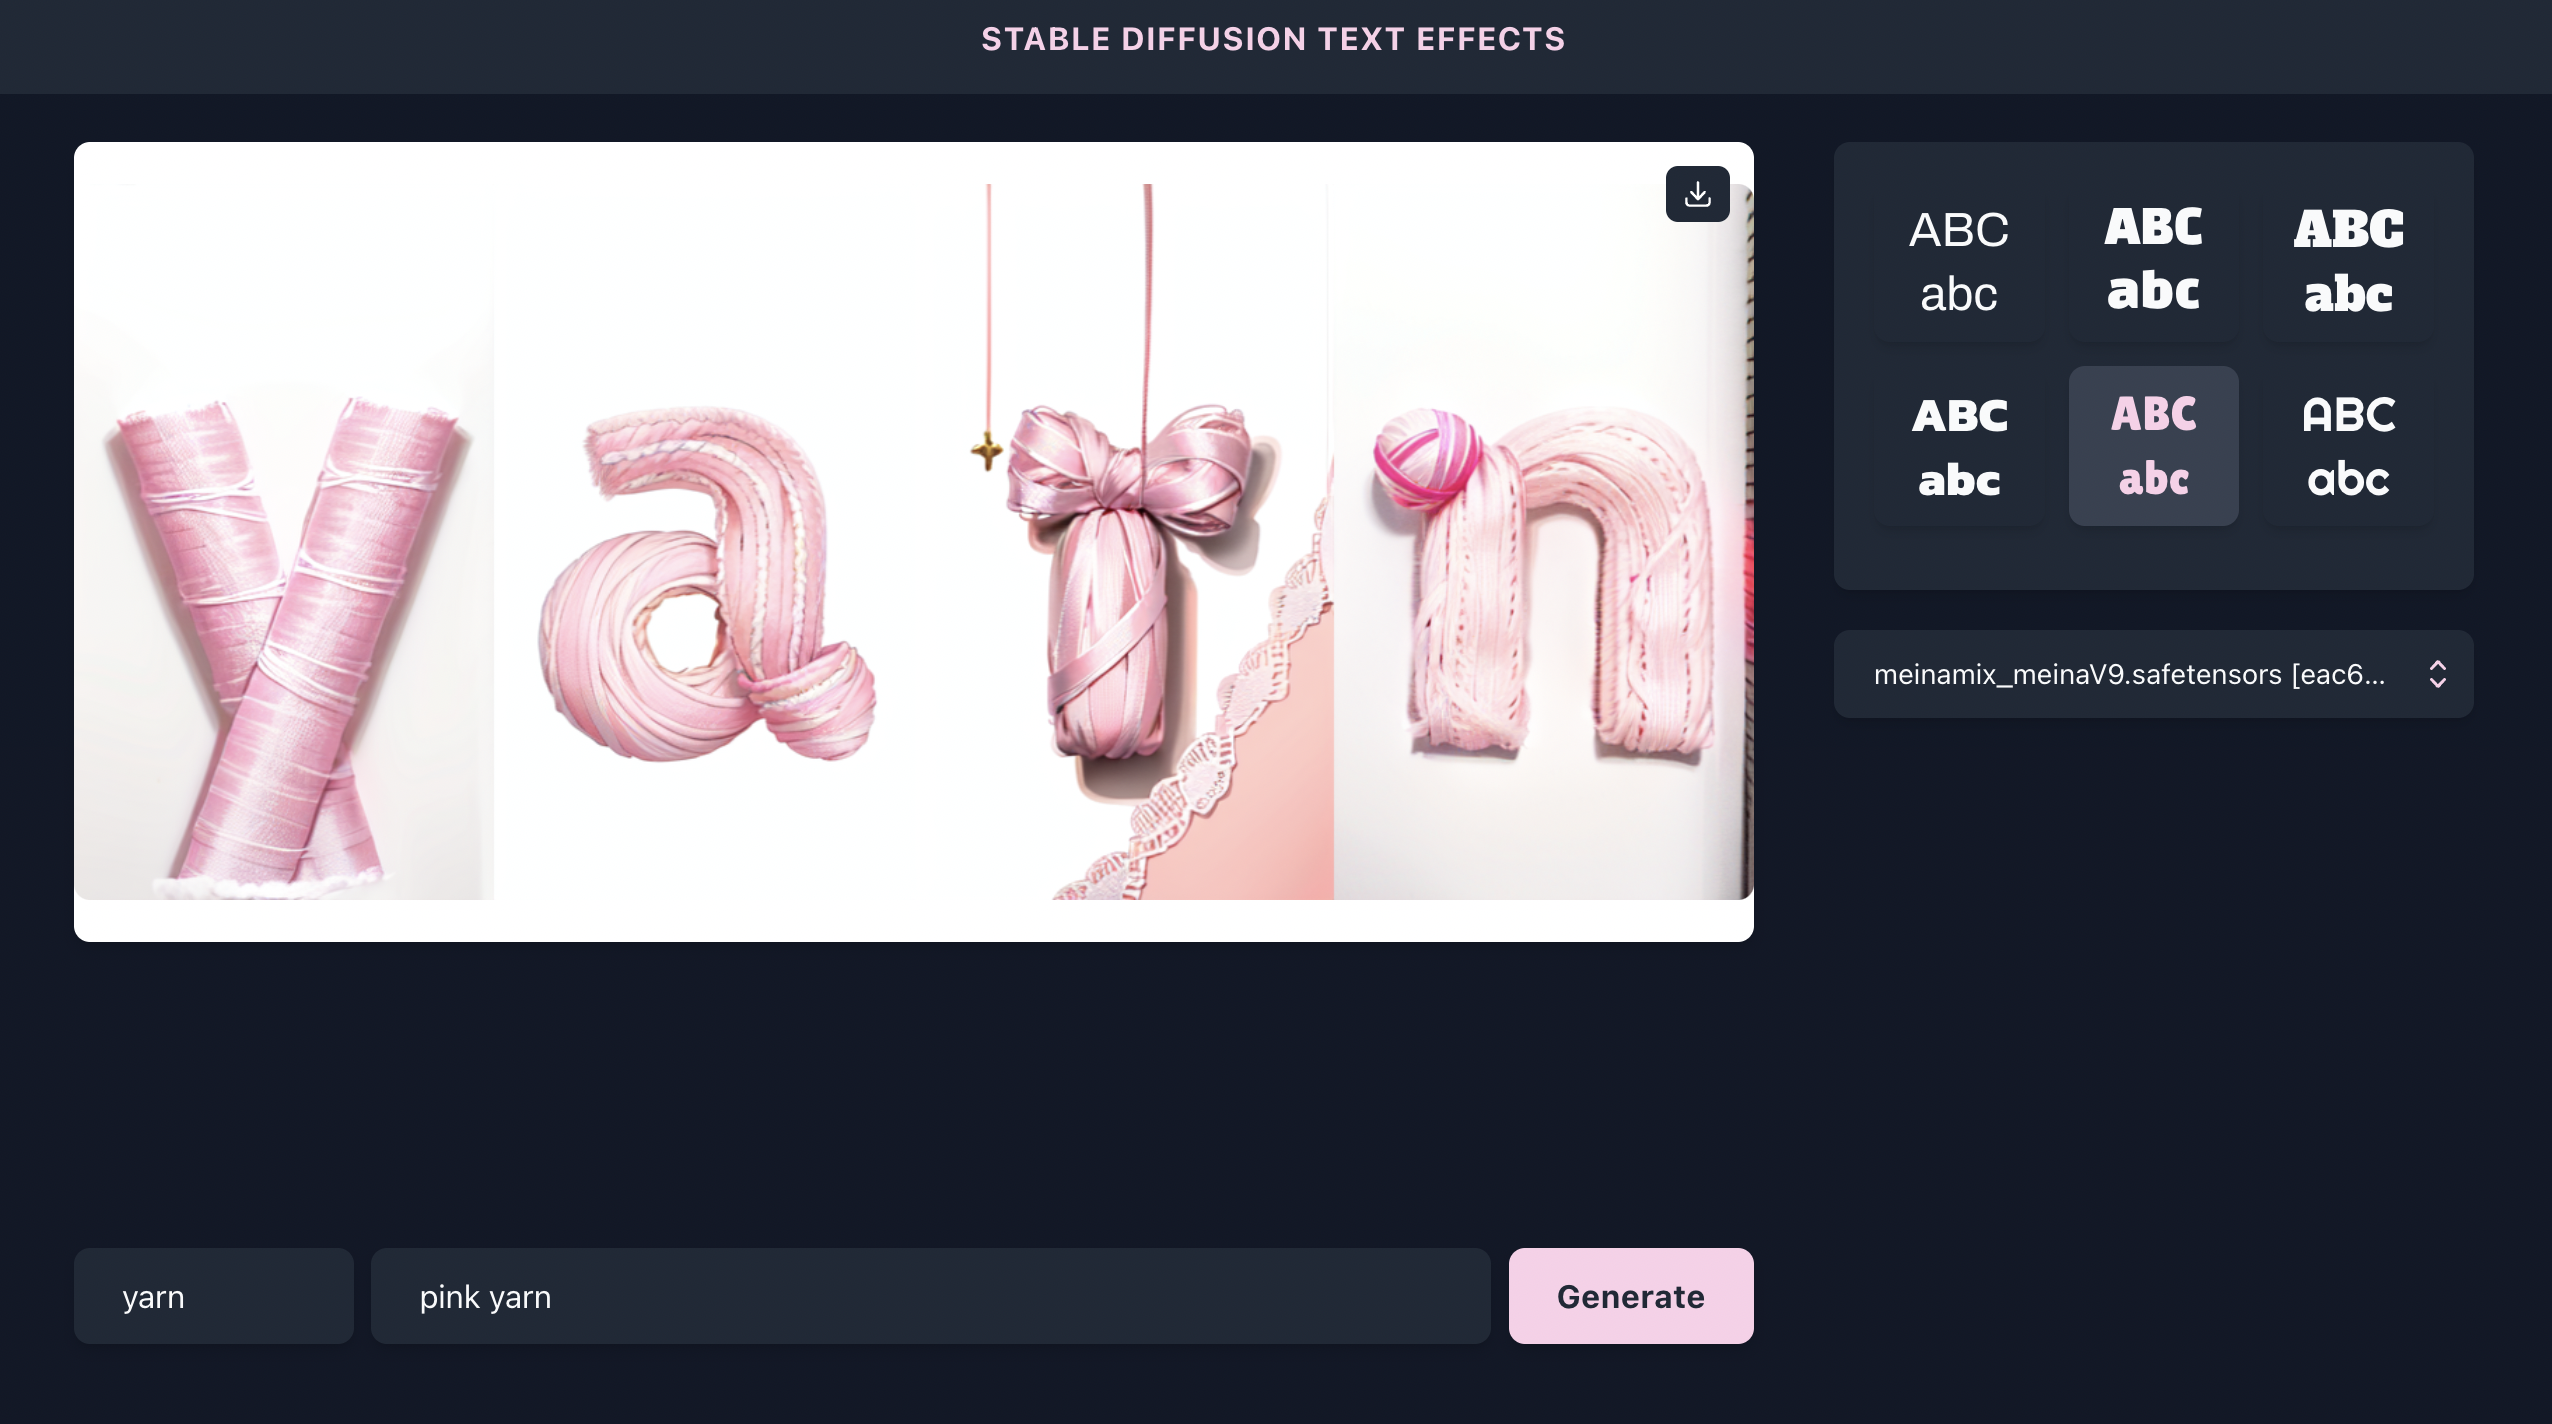 STABLE DIFFUSION TEXT EFFECTS
yarn
ABC ABC ABC
abc abc abc
ABC ABC ABC
abc abc abc
meinamix_meinaV9.safetensors [eac6...
yarn
pink yarn
Generate